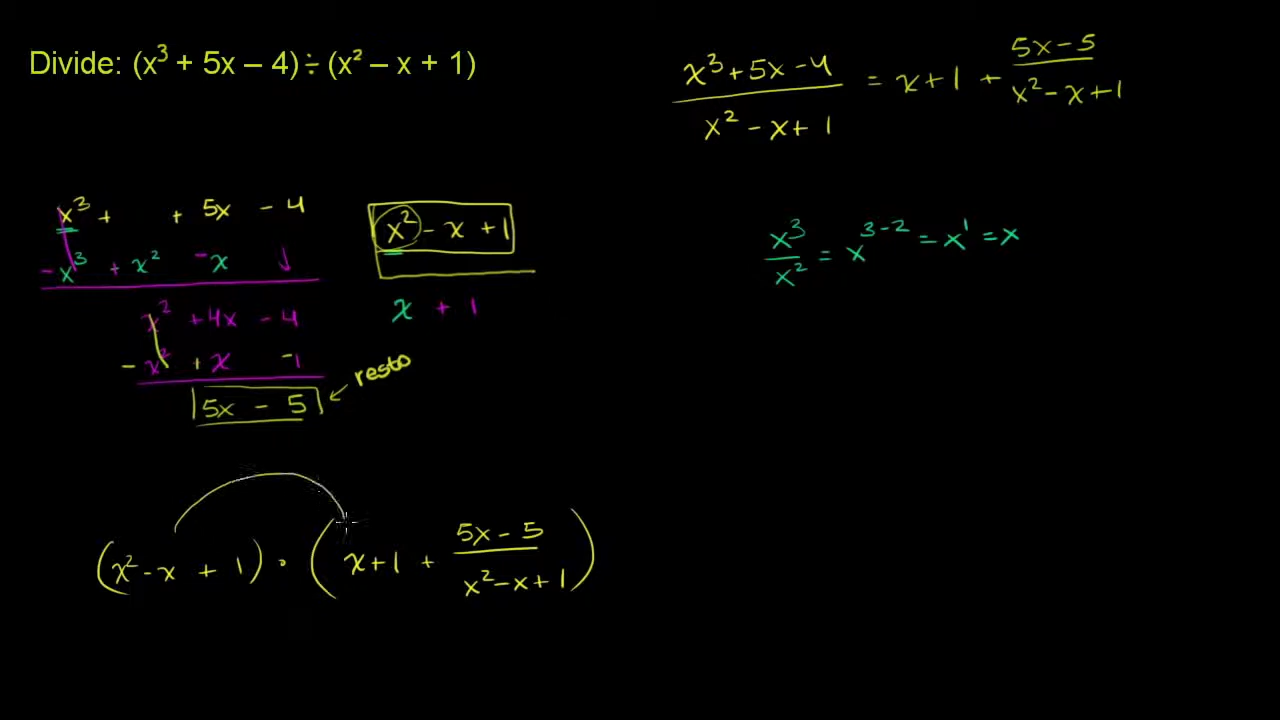 Divide: (x³ + 5x – 4) ÷ (x² – x + 1)
x³ + 5x - 4 / x² - x + 1 = x + 1 + 5x - 5 / x² - x + 1
x³ + + 5x - 4
x² - x + 1
- x³ + x² - x ↓
x + 1
x² + 4x - 4
- x² + x - 1
5x - 5 ← resto
x³ / x² = x³⁻² = x¹ = x
(x² - x + 1) · (x + 1 + 5x - 5 / x² - x + 1)